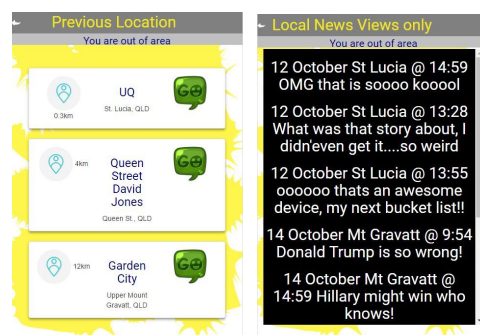 Previous Location
You are out of area
UQ
St. Lucia, QLD
0.3km
GO
4km
Queen
Street
David
Jones
Queen St., QLD
GO
12km
Garden
City
Upper Mount
Gravatt, QLD
GO
Local News Views only
You are out of area
12 October St Lucia @ 14:59
OMG that is soooo kooool
12 October St Lucia @ 13:28
What was that story about, I
didn'even get it....so weird
12 October St Lucia @ 13:55
oooooo thats an awesome
device, my next bucket list!!
14 October Mt Gravatt @ 9:54
Donald Trump is so wrong!
14 October Mt Gravatt @
14:59 Hillary might win who
knows!